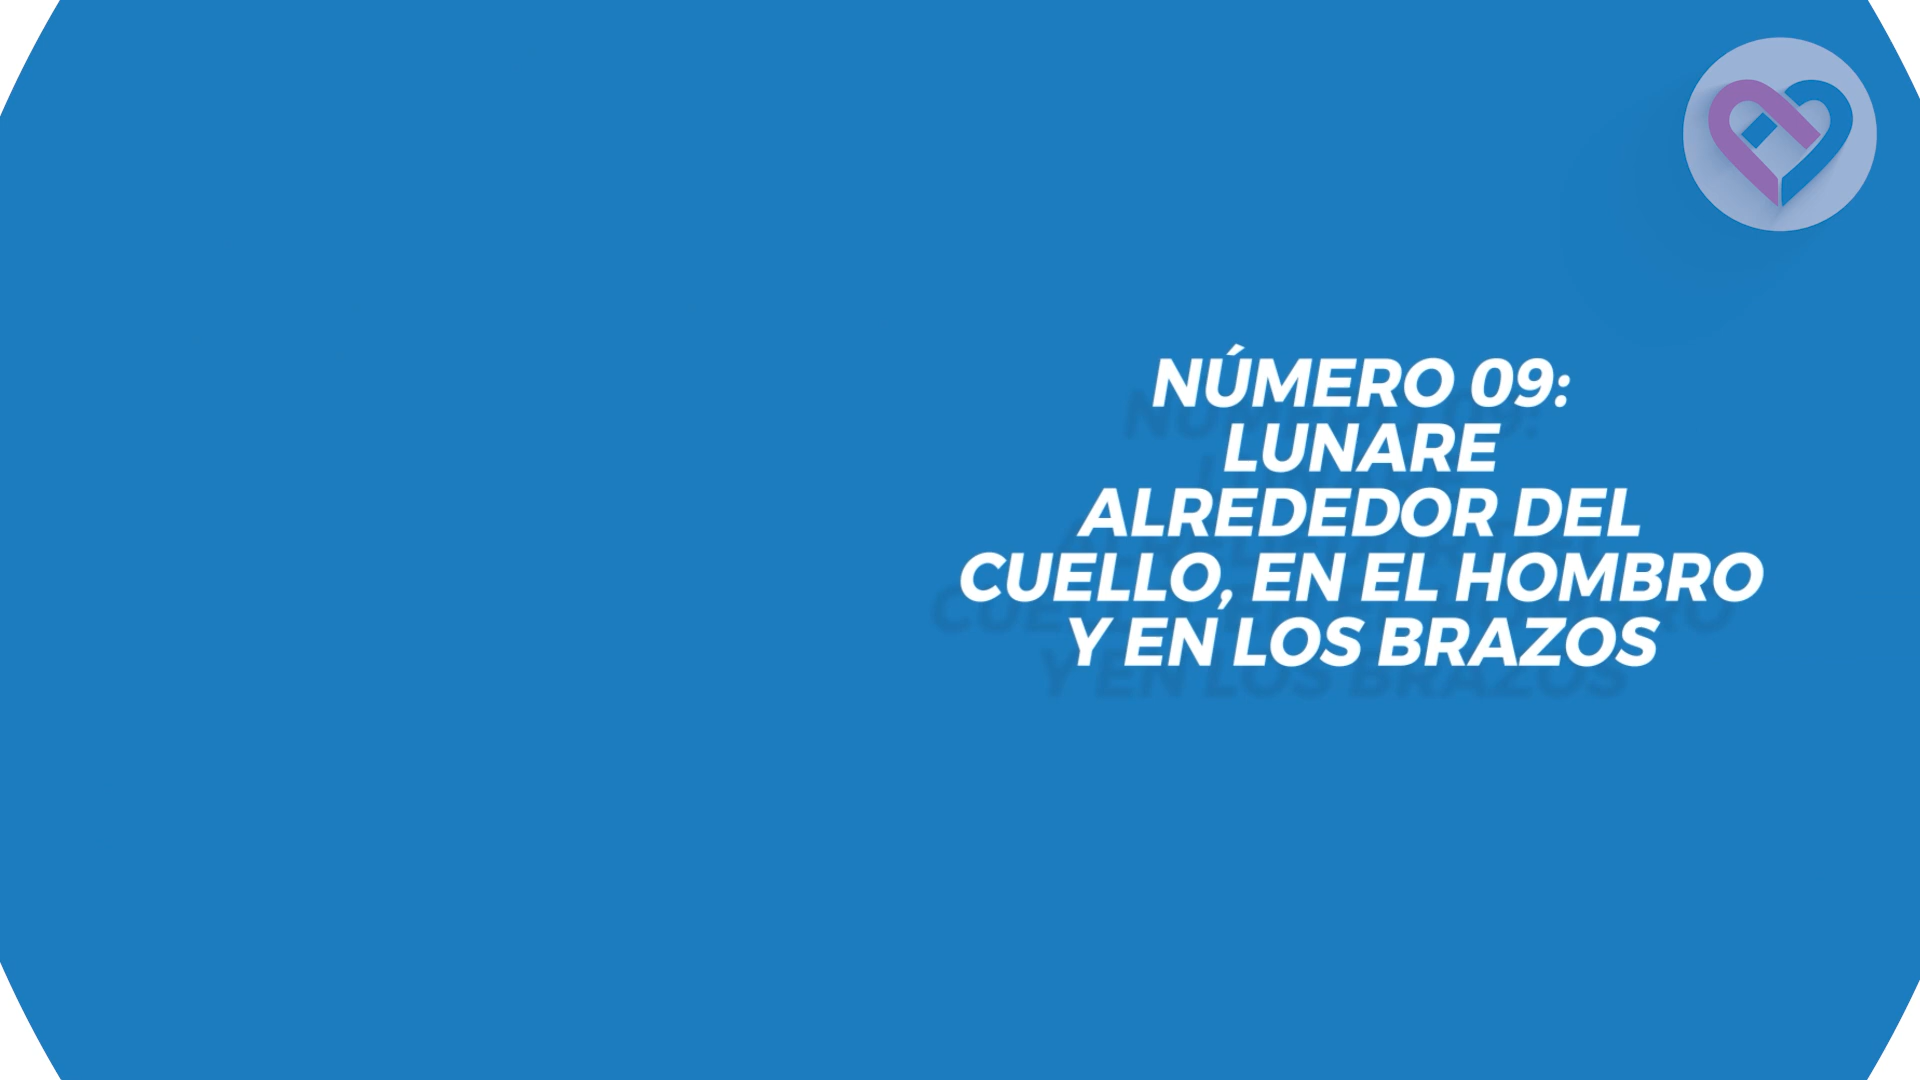 NÚMERO 09:
LUNARE
ALREDEDOR DEL
CUELLO, EN EL HOMBRO
Y EN LOS BRAZOS